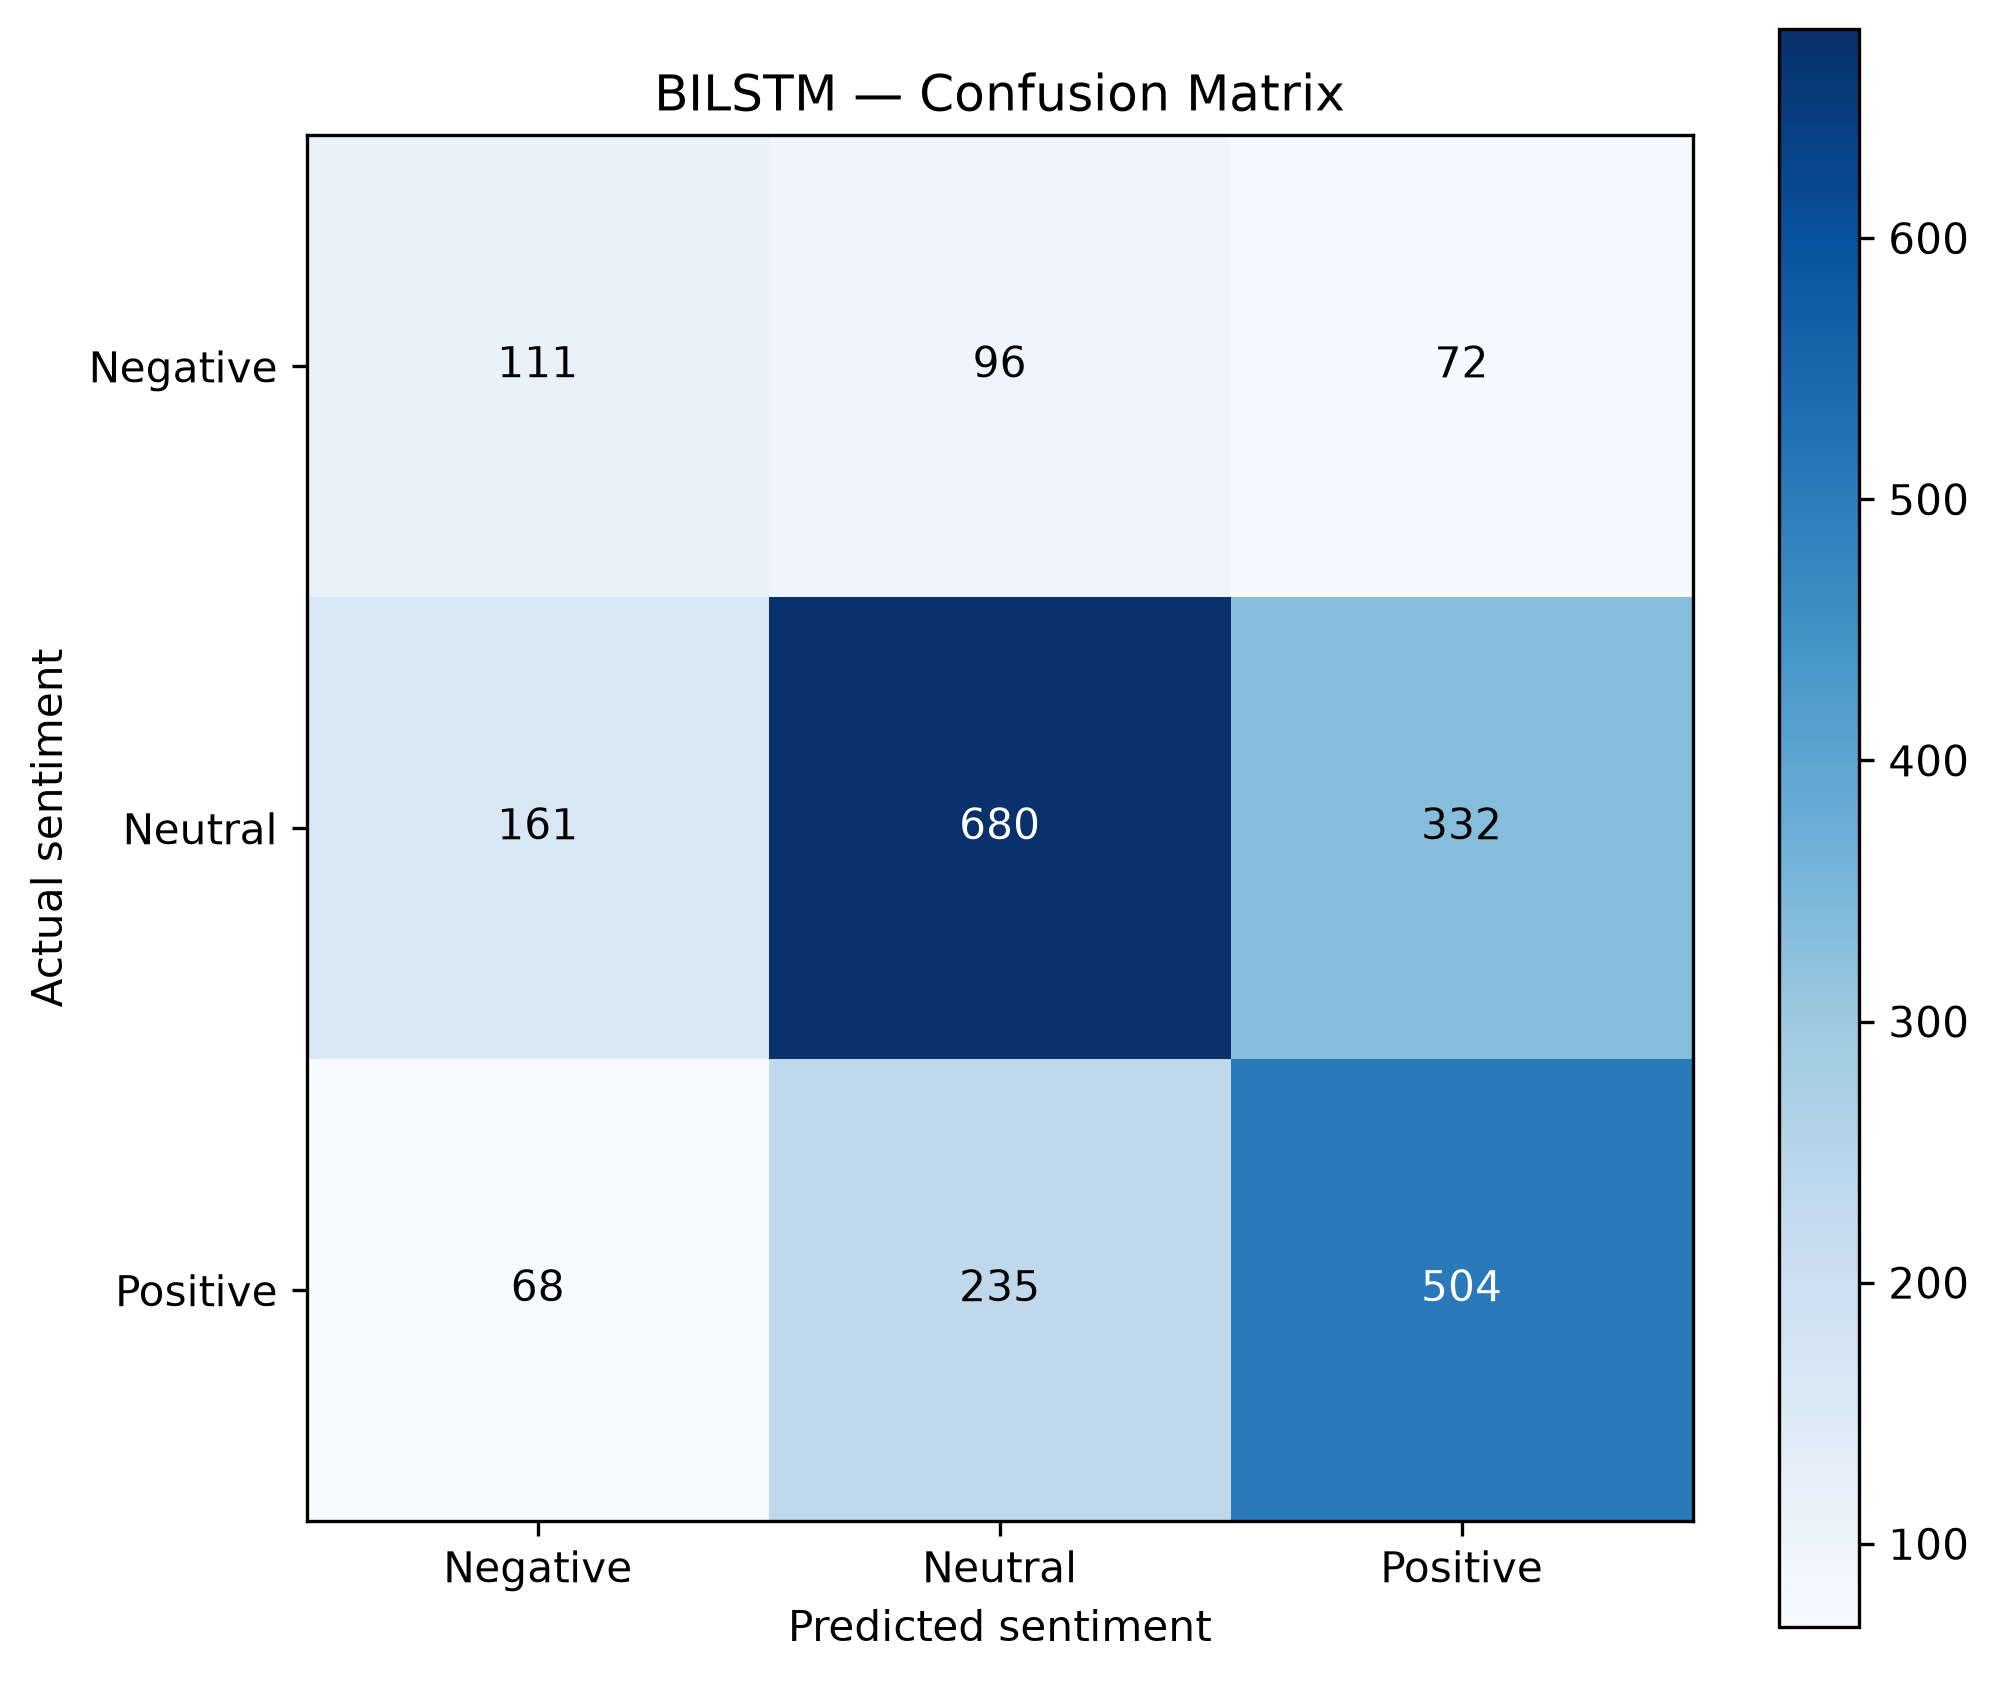 BILSTM — Confusion Matrix
Actual sentiment
Negative 111 96 72
Neutral 161 680 332
Positive 68 235 504
Negative Neutral Positive
Predicted sentiment
600
500
400
300
200
100